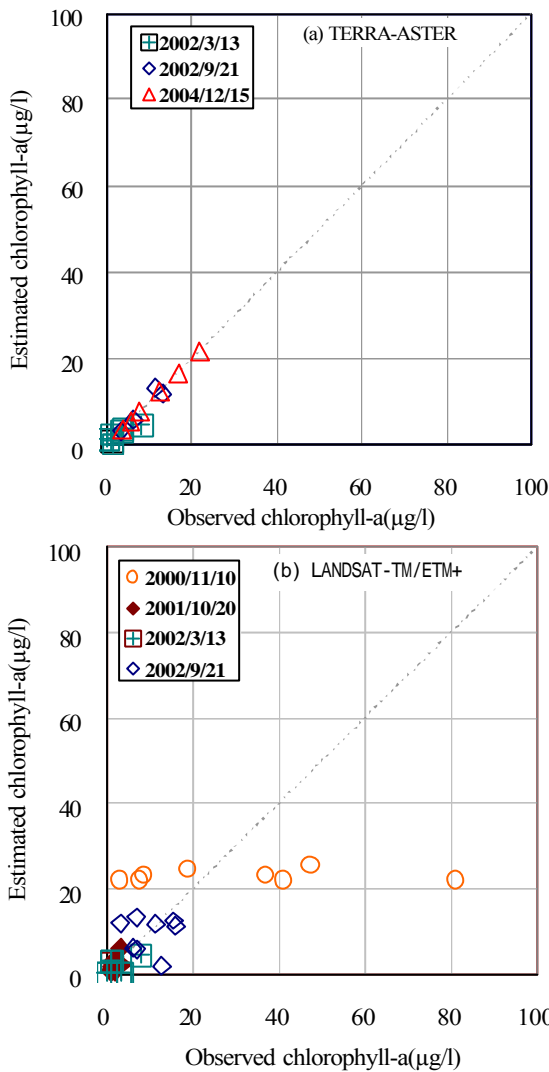 100
(a) TERRA-ASTER
2002/3/13
2002/9/21
2004/12/15
80
60
40
20
0
Estimated chlorophyll-a(μg/l)
0 20 40 60 80 100
Observed chlorophyll-a(μg/l)
100
(b) LANDSAT-TM/ETM+
2000/11/10
2001/10/20
2002/3/13
2002/9/21
80
60
40
20
0
Estimated chlorophyll-a(μg/l)
0 20 40 60 80 100
Observed chlorophyll-a(μg/l)